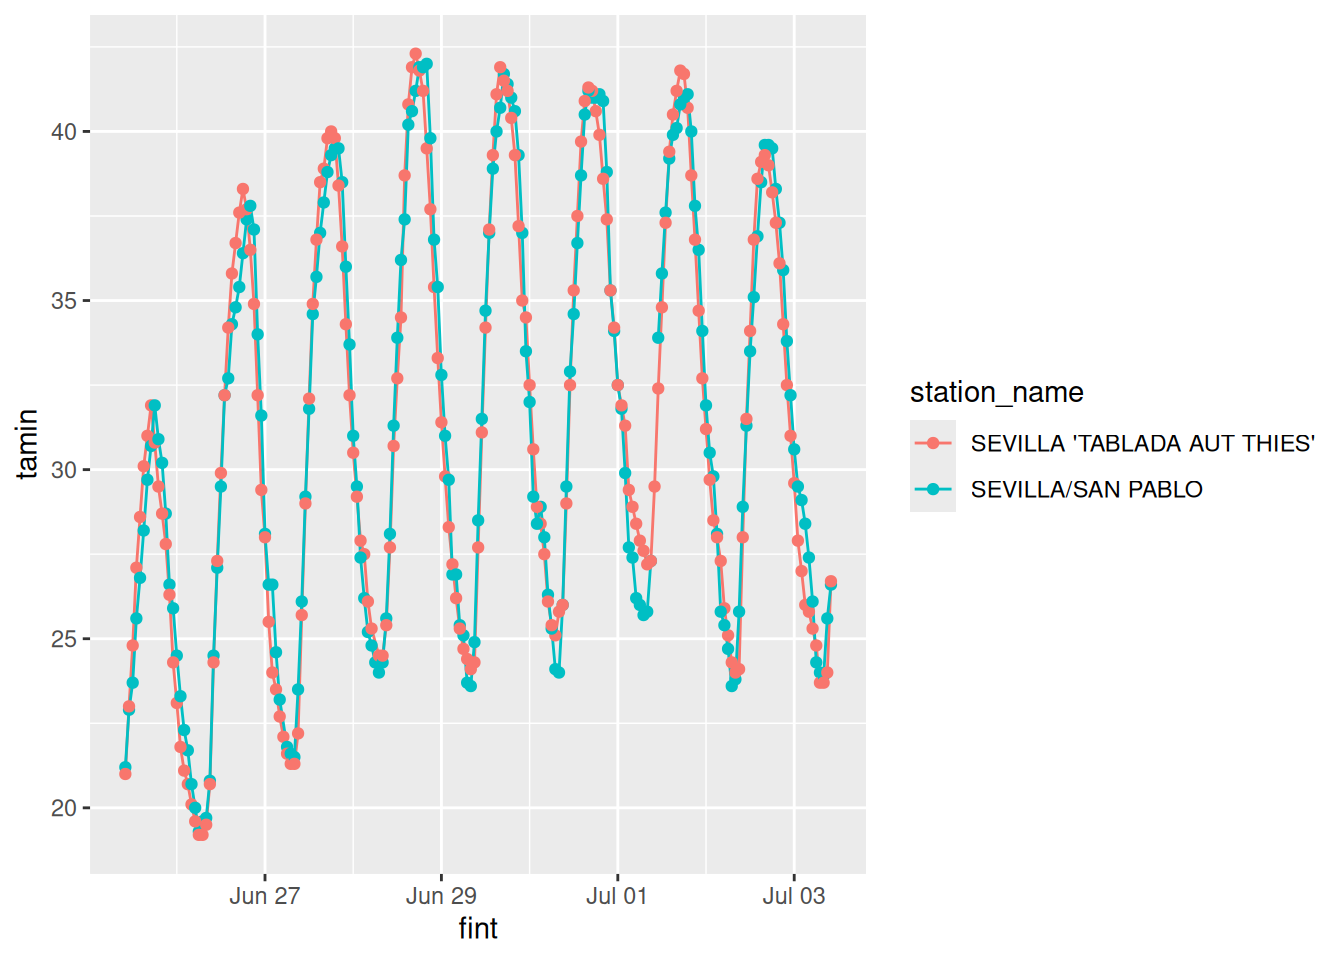 40
35
30
25
20
tamin
Jun 27
Jun 29
Jul 01
Jul 03
fint
station_name
SEVILLA 'TABLADA AUT THIES'
SEVILLA/SAN PABLO